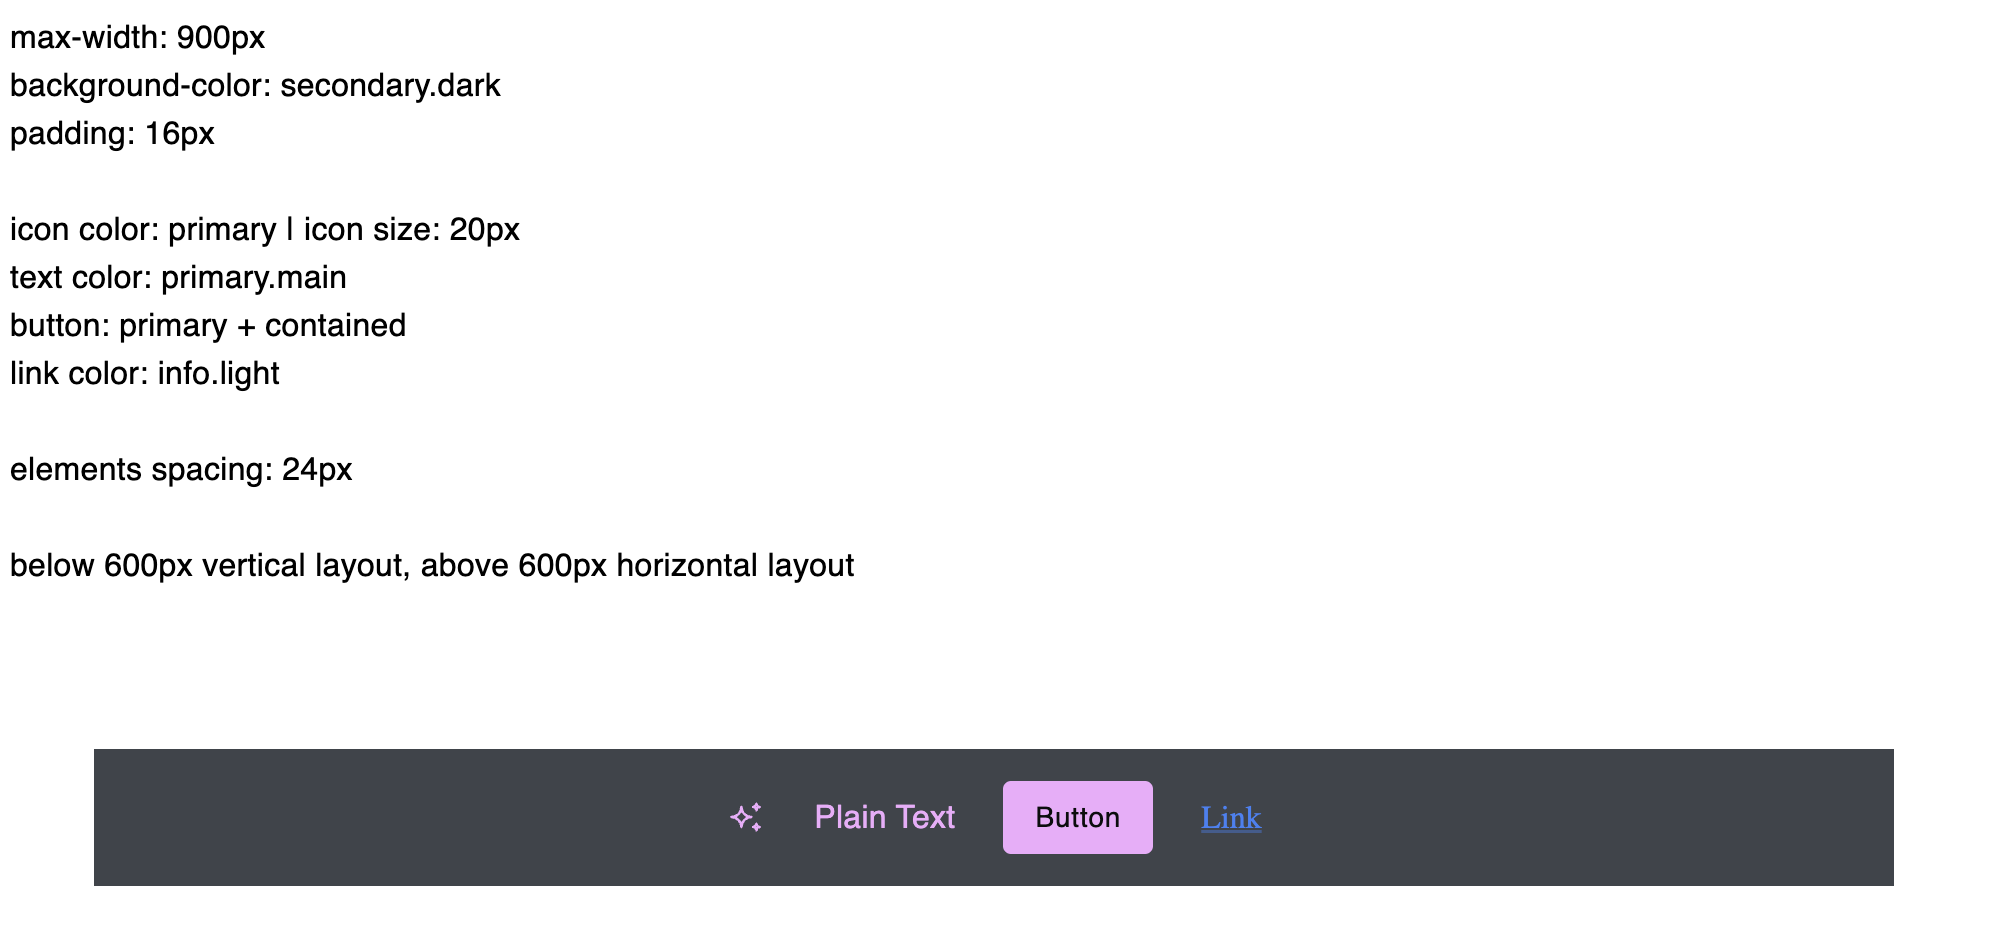 max-width: 900px
background-color: secondary.dark
padding: 16px
icon color: primary | icon size: 20px
text color: primary.main
button: primary + contained
link color: info.light
elements spacing: 24px
below 600px vertical layout, above 600px horizontal layout
Plain Text Button Link